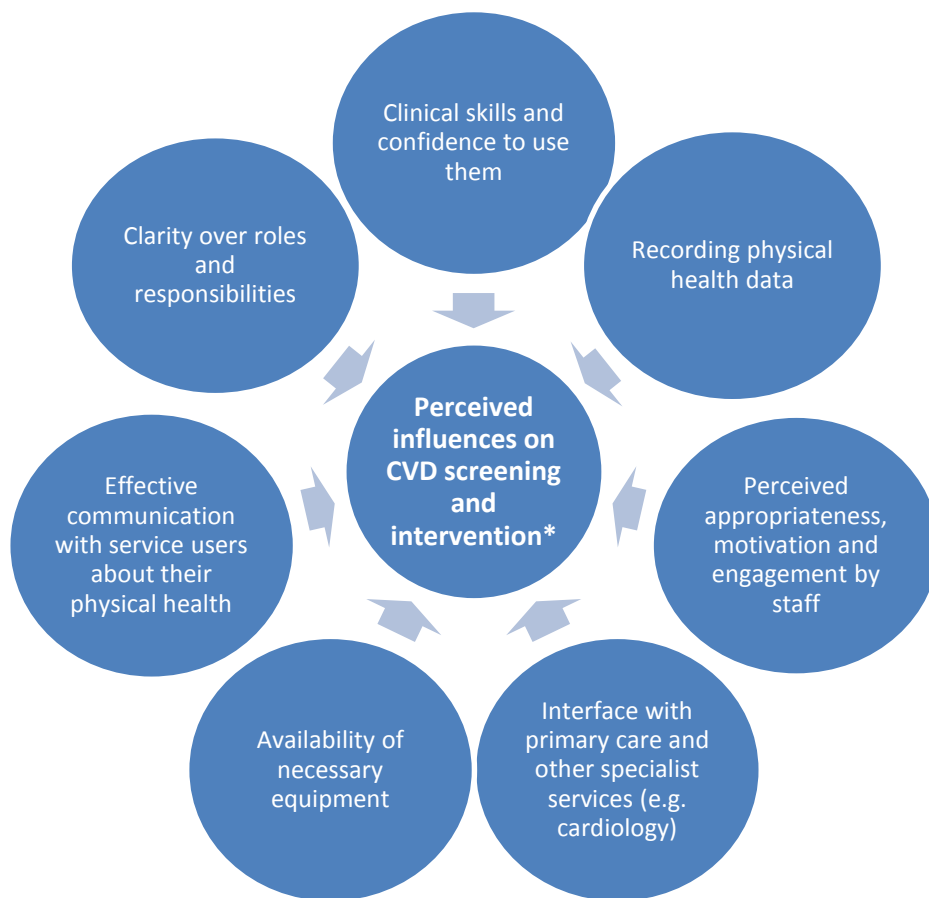 Clinical skills and
confidence to use
them
Clarity over roles
and
responsibilities
Recording physical
health data
Perceived
influences on
CVD screening
and
intervention*
Effective
communication
with service users
about their
physical health
Perceived
appropriateness,
motivation and
engagement by
staff
Availability of
necessary
equipment
Interface with
primary care and
other specialist
services (e.g.
cardiology)